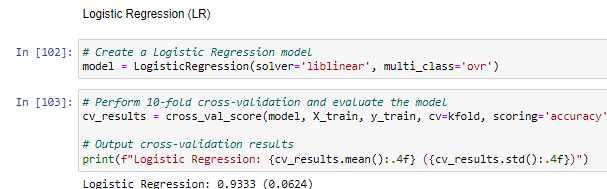 Logistic Regression (LR)
In [102]: # Create a Logistic Regression model
model = LogisticRegression(solver='liblinear', multi_class='ovr')
In [103]: # Perform 10-fold cross-validation and evaluate the model
cv_results = cross_val_score(model, X_train, y_train, cv=kfold, scoring='accuracy'
# Output cross-validation results
print(f"Logistic Regression: {cv_results.mean():.4f} ({cv_results.std():.4f})")
Logistic Regression: 0.9333 (0.0624)